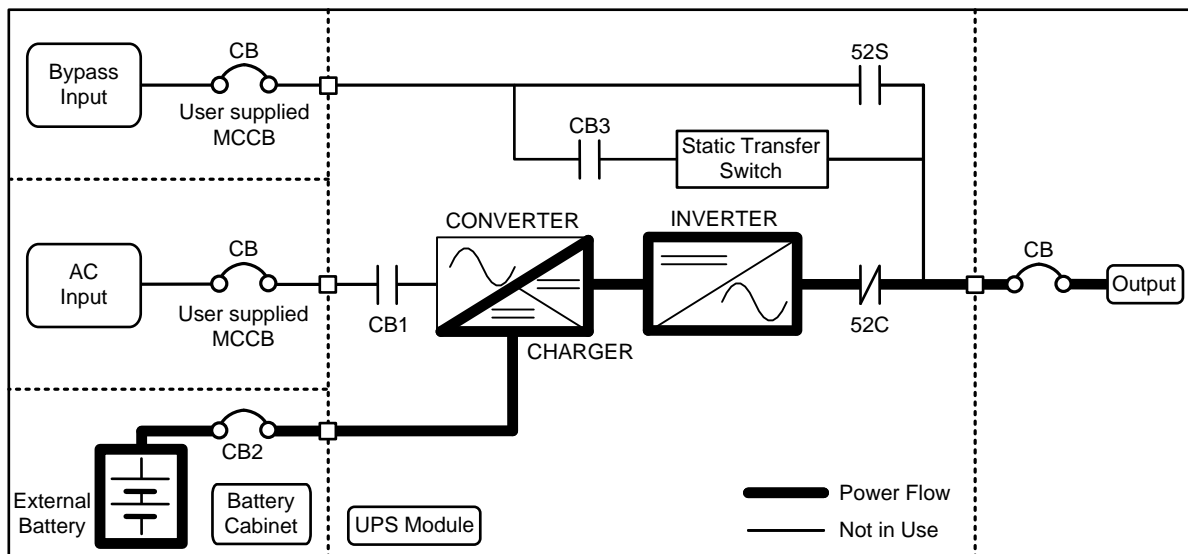 Bypass
Input
CB
User supplied
MCCB
52S
CB3
Static Transfer
Switch
AC
Input
CB
User supplied
MCCB
CB1
CONVERTER
CHARGER
INVERTER
52C
CB
Output
External
Battery
CB2
Battery
Cabinet
UPS Module
Power Flow
Not in Use